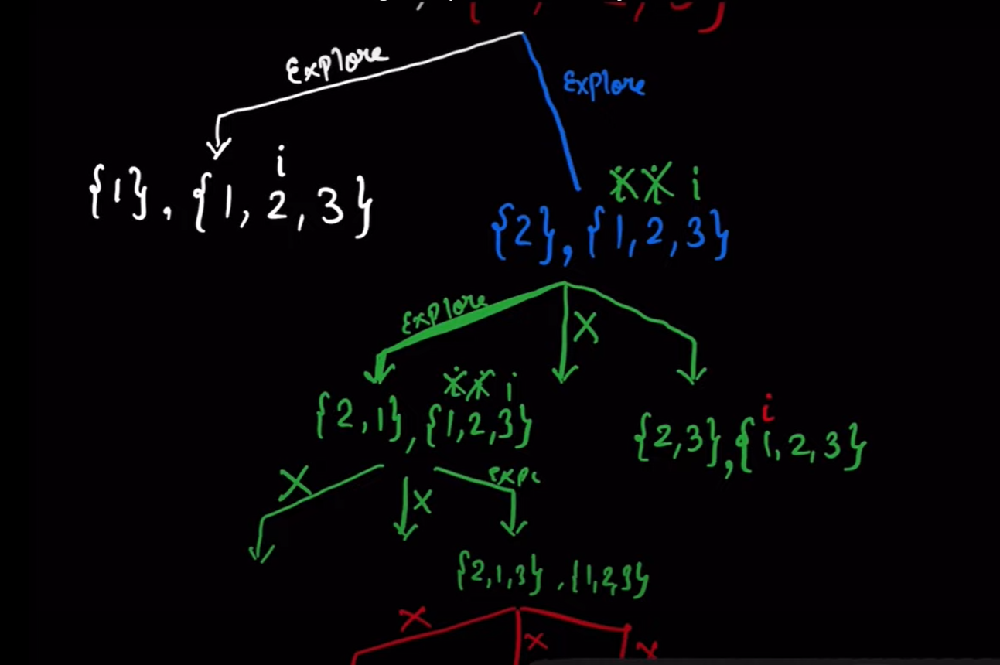 Explore
Explore
i
{1}, {1, 2, 3}
i i i
{2}, {1, 2, 3}
Explore
X
i i i
{2, 1}, {1, 2, 3}
i
{2, 3}, {1, 2, 3}
X
X
Expl
{2, 1, 3}, {1, 2, 3}
X
X
X